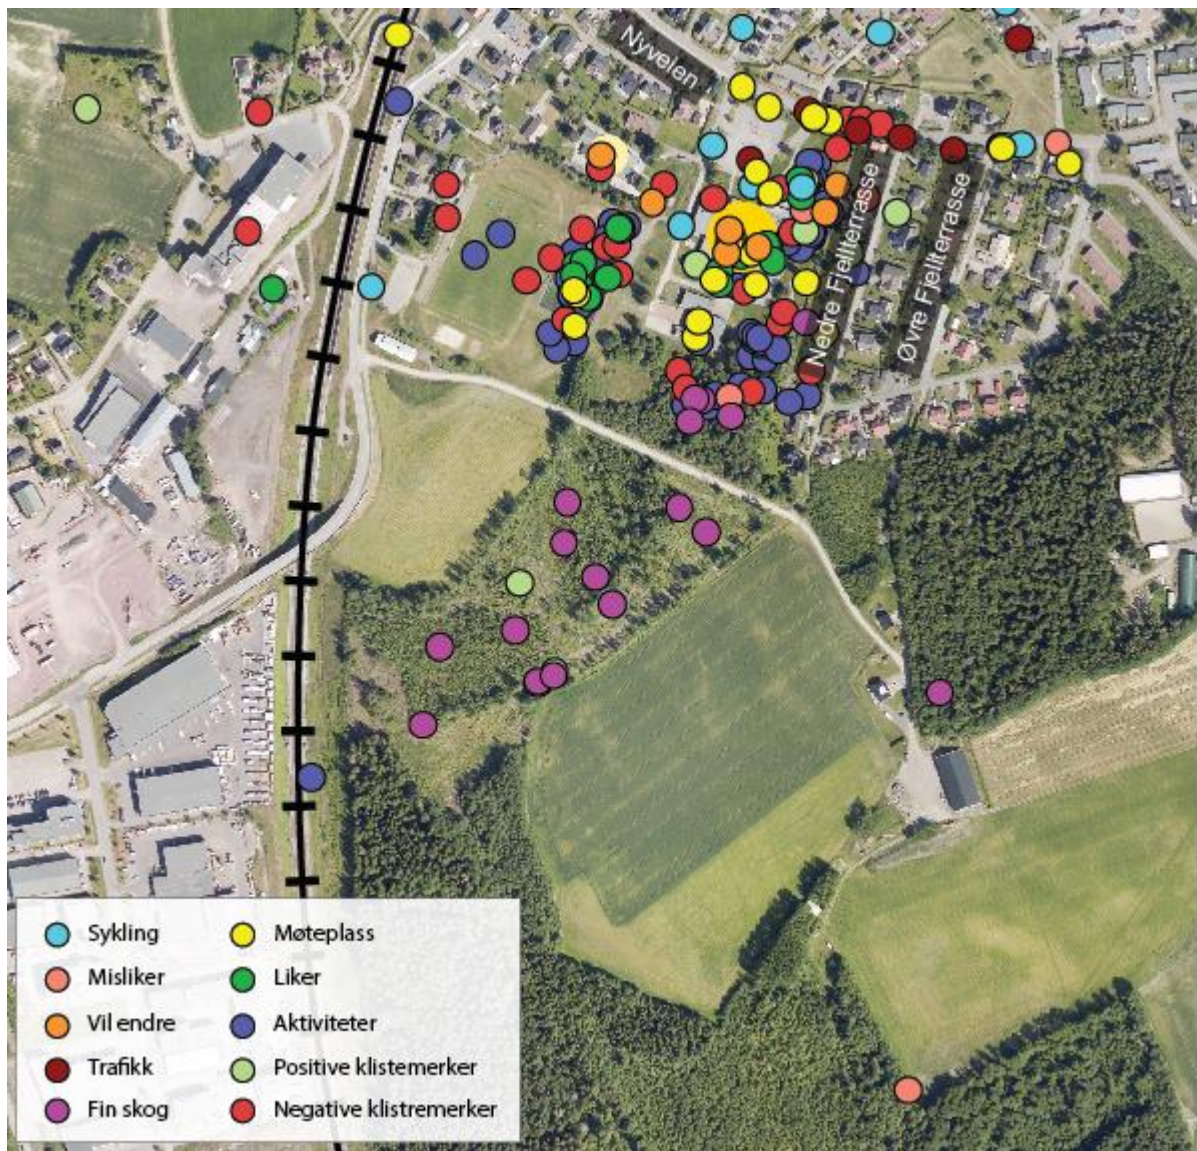 Nyvelen
Nedre Fjellterrasse
Øvre Fjellterrasse
Sykling
Møteplass
Misliker
Liker
Vil endre
Aktiviteter
Trafikk
Positive klistemerker
Fin skog
Negative klistremerker